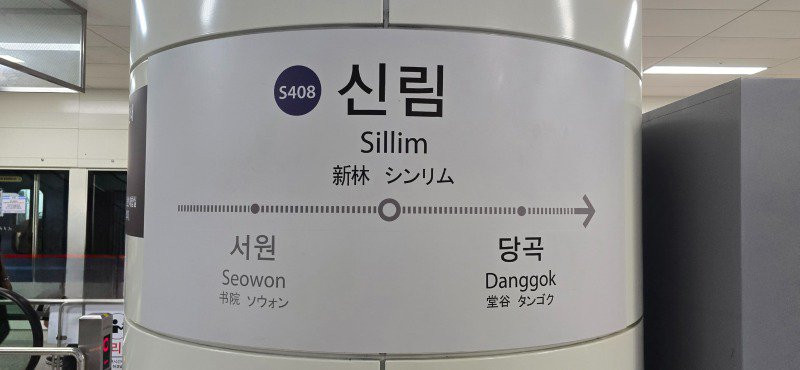 S408 신림
Sillim
新林 シンリム
서원
Seowon
书院 ソウォン
당곡
Danggok
堂谷 タンゴク